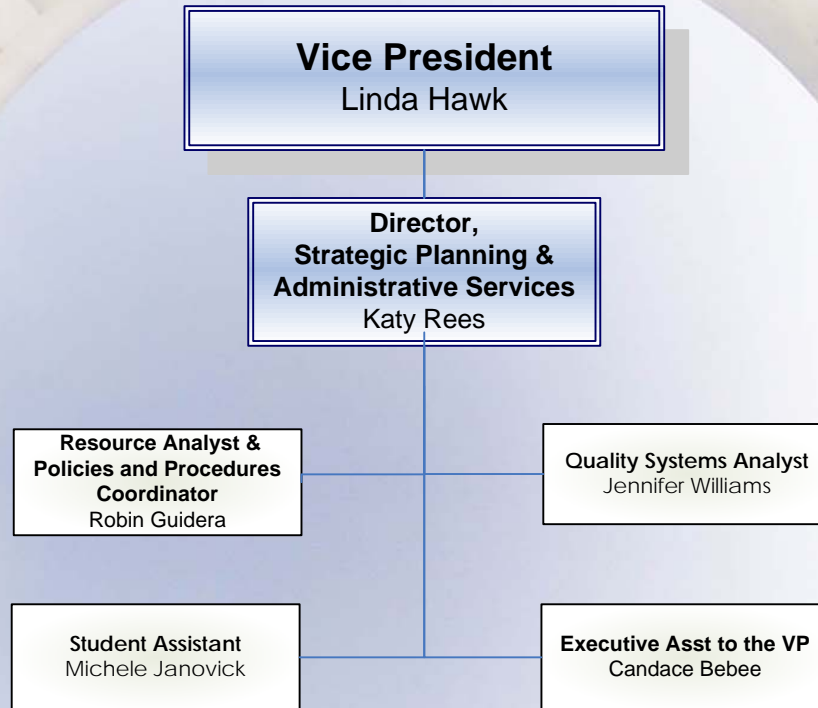 Vice President
Linda Hawk
Director,
Strategic Planning &
Administrative Services
Katy Rees
Resource Analyst &
Policies and Procedures
Coordinator
Robin Guidera
Quality Systems Analyst
Jennifer Williams
Student Assistant
Michele Janovick
Executive Asst to the VP
Candace Bebee